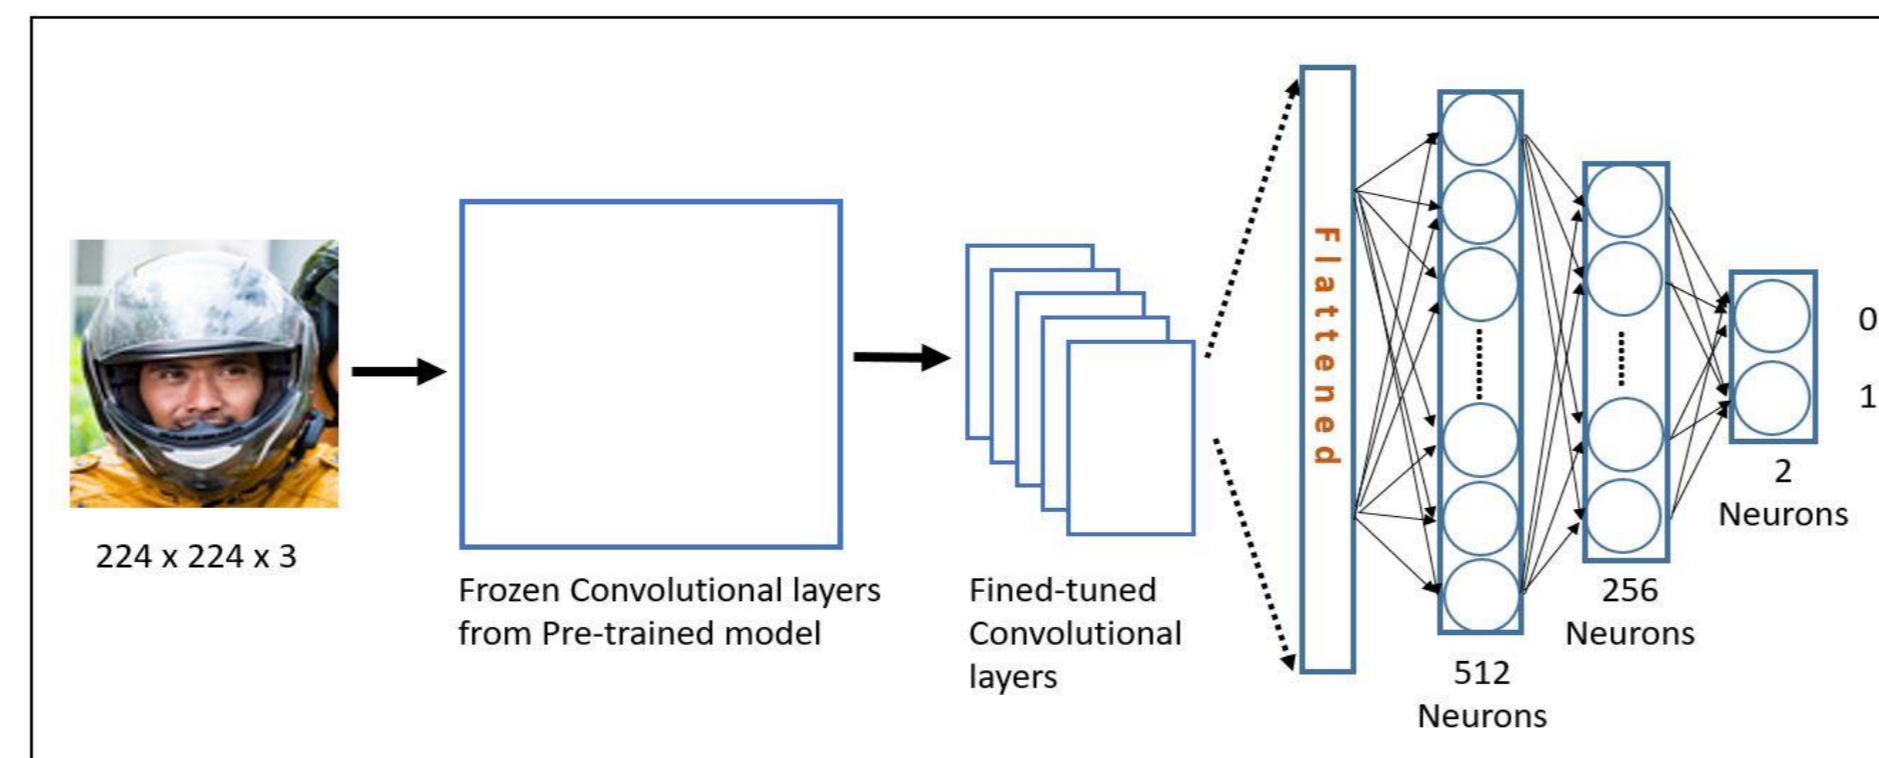 224 x 224 x 3
Frozen Convolutional layers
from Pre-trained model
Fined-tuned
Convolutional
layers
Flattened
512
Neurons
256
Neurons
2
Neurons
0
1